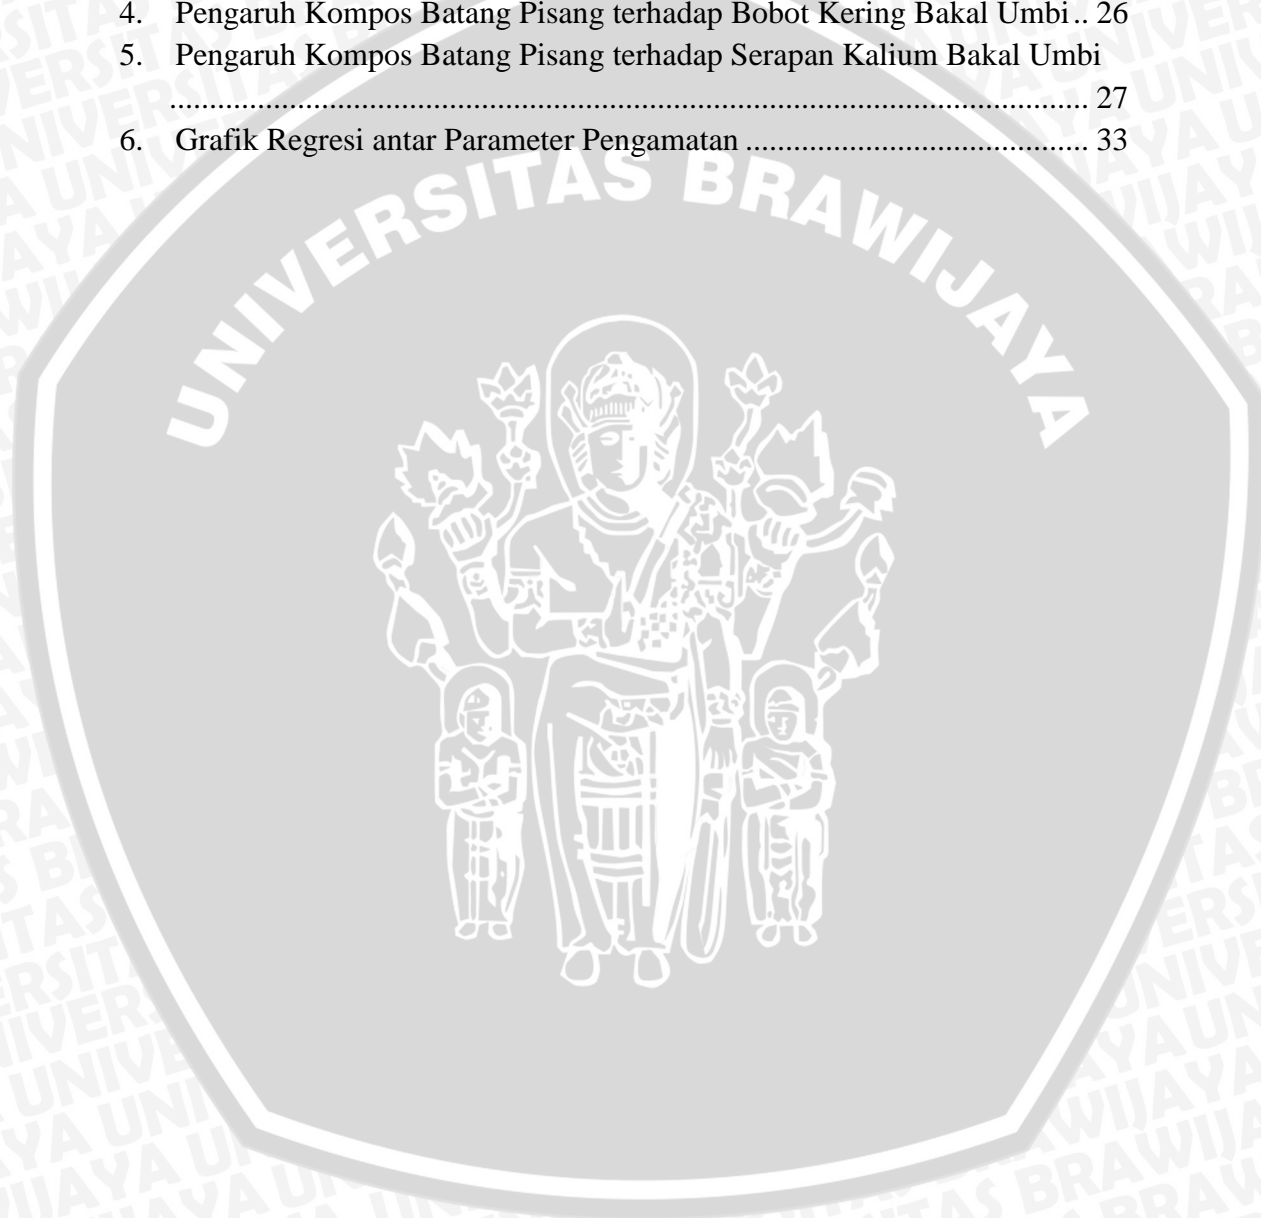 4. Pengaruh Kompos Batang Pisang terhadap Bobot Kering Bakal Umbi .. 26
5. Pengaruh Kompos Batang Pisang terhadap Serapan Kalium Bakal Umbi
................................................................................................................... 27
6. Grafik Regresi antar Parameter Pengamatan ........................................... 33
UNIVERSITAS BRAWIJAYA